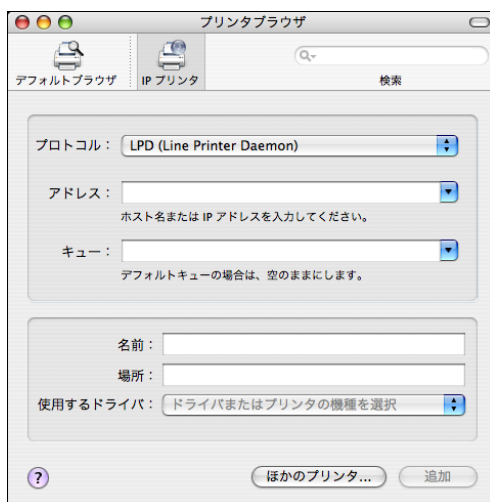 プリンタブラウザ
デフォルトブラウザ
IP プリンタ
検索
プロトコル：
LPD (Line Printer Daemon)
アドレス：
ホスト名または IP アドレスを入力してください。
キュー：
デフォルトキューの場合は、空のままにします。
名前：
場所：
使用するドライバ：
ドライバまたはプリンタの機種を選択
?
ほかのプリンタ...
追加